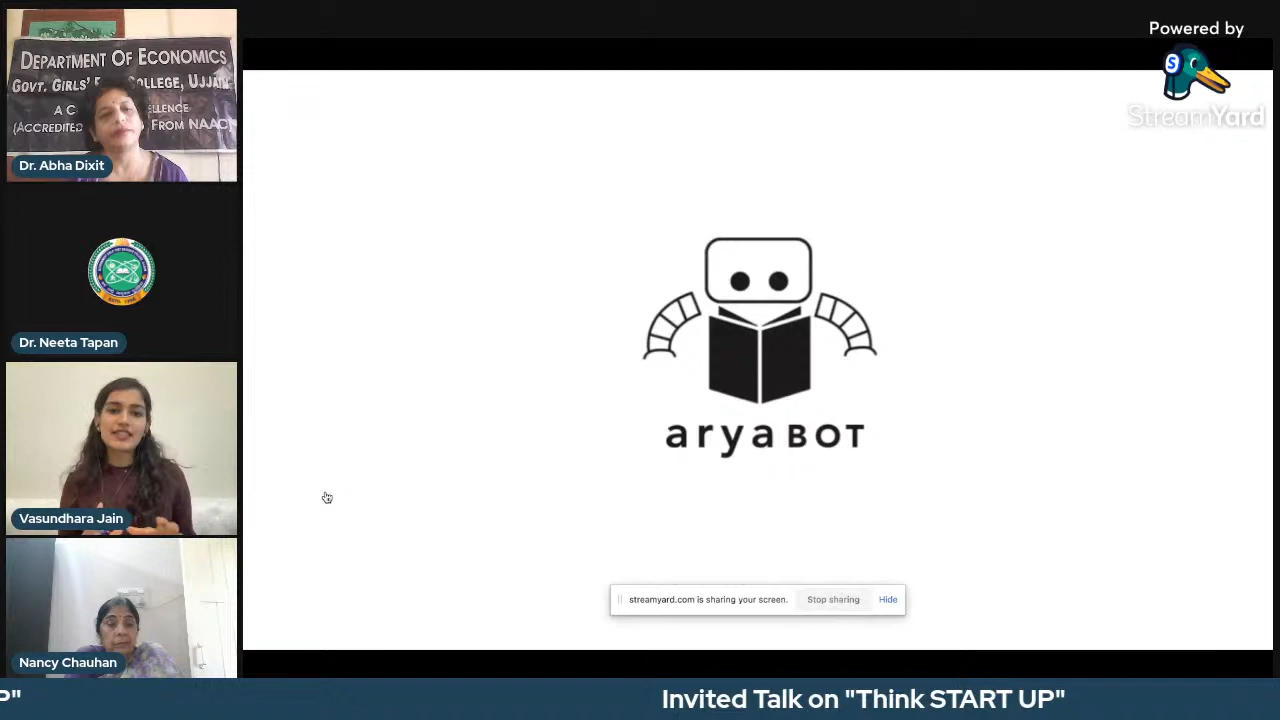 DEPARTMENT OF ECONOMICS
GOVT. GIRLS' COLLEGE, UJJAIN
A C ELLENCE
(ACCREDITED FROM NAAC)
Dr. Abha Dixit
Dr. Neeta Tapan
Vasundhara Jain
Nancy Chauhan
Powered by
StreamYard
arya BOT
streamyard.com is sharing your screen. Stop sharing Hide
P" Invited Talk on "Think START UP"